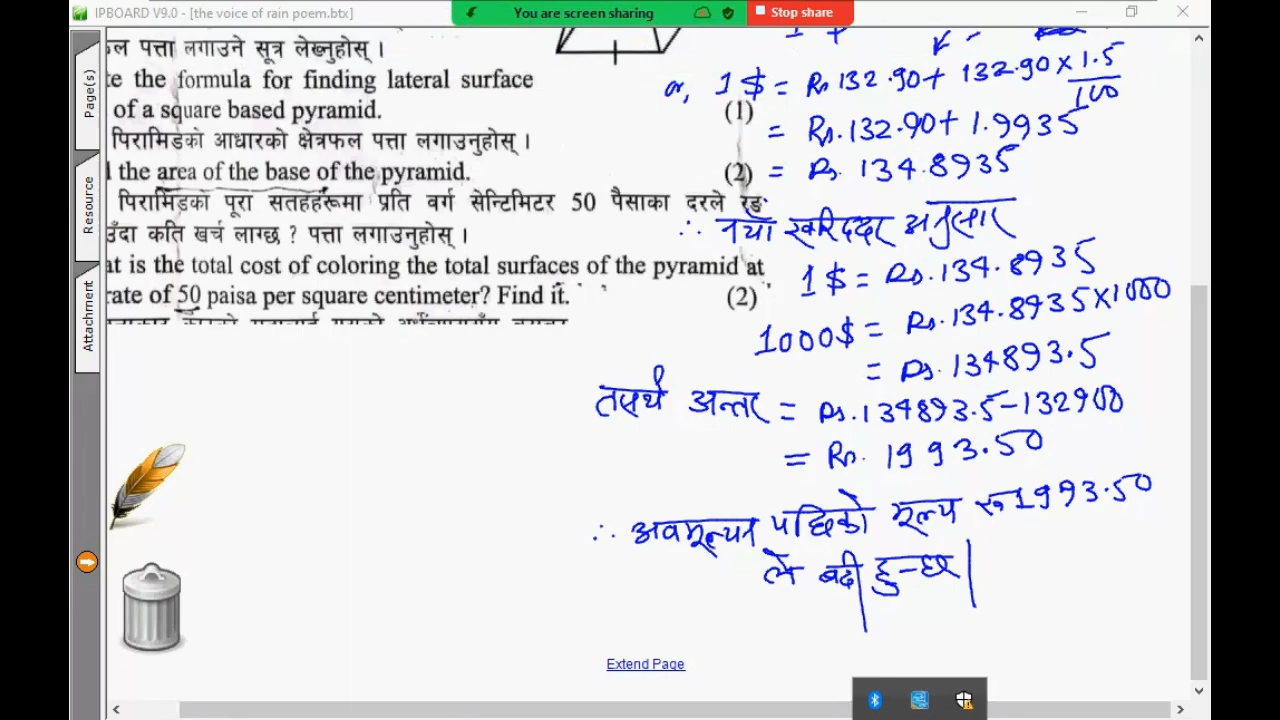 IPBOARD V9.0 - [the voice of rain poem.btx]
You are screen sharing
Stop share
Page(s)
Resource
Attachment
फल पत्ता लगाउने सूत्र लेख्नुहोस् ।
te the formula for finding lateral surface
of a square based pyramid. (1)
पिरामिडको आधारको क्षेत्रफल पत्ता लगाउनुहोस् ।
the area of the base of the pyramid. (2)
पिरामिडका पूरा सतहहरूमा प्रति वर्ग सेन्टिमिटर 50 पैसाका दरले रङ
उँदा कति खर्च लाग्छ ? पत्ता लगाउनुहोस् ।
at is the total cost of coloring the total surfaces of the pyramid at
rate of 50 paisa per square centimeter? Find it. (2)
or, 1 $ = Rs 132.90 + 132.90 × 1.5/100
= Rs. 132.90 + 1.9935
= Rs. 134.8935
∴ नयाँ खरिददर अनुसार
1 $ = Rs. 134.8935
1000 $ = Rs. 134.8935 × 1000
= Rs. 134893.5
तसर्थ अन्तर = Rs. 134893.5 - 132900
= Rs. 1993.50
∴ अवमूल्यन पछिको मूल्य रू 1993.50
ले बढी हुन्छ |
Extend Page